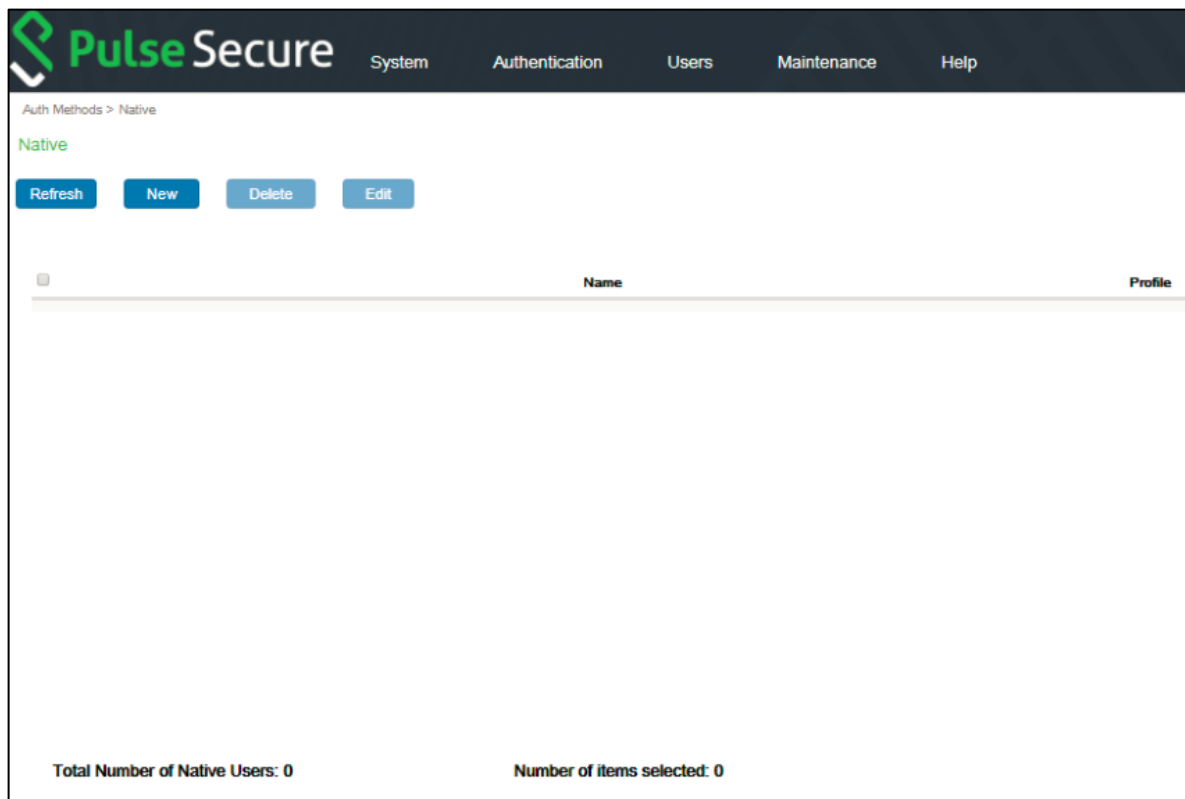 Pulse Secure System Authentication Users Maintenance Help
Auth Methods > Native
Native
Refresh New Delete Edit
Name Profile
Total Number of Native Users: 0 Number of items selected: 0